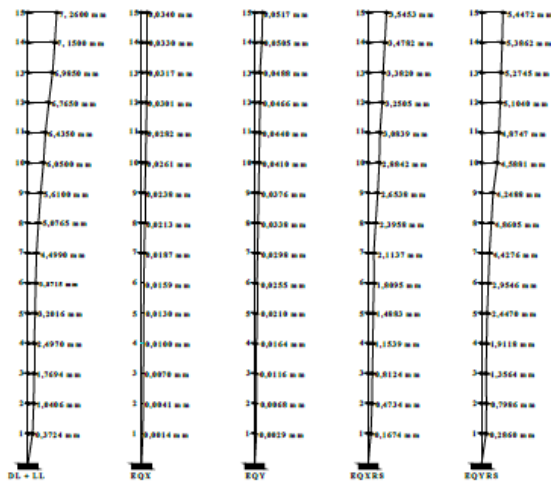 15 7,2600 mm 15 0,0340 mm 15 0,0517 mm 15 3,5453 mm 15 5,4472 mm
14 7,1500 mm 14 0,0330 mm 14 0,0505 mm 14 3,4782 mm 14 5,3862 mm
13 6,9850 mm 13 0,0317 mm 13 0,0488 mm 13 3,3820 mm 13 5,2745 mm
12 6,7650 mm 12 0,0301 mm 12 0,0466 mm 12 3,2505 mm 12 5,1040 mm
11 6,4350 mm 11 0,0282 mm 11 0,0440 mm 11 3,0839 mm 11 4,8747 mm
10 6,0500 mm 10 0,0261 mm 10 0,0410 mm 10 2,8842 mm 10 4,5881 mm
9 5,6100 mm 9 0,0238 mm 9 0,0376 mm 9 2,6538 mm 9 4,2488 mm
8 5,0765 mm 8 0,0213 mm 8 0,0338 mm 8 2,3958 mm 8 mm
7 4,4990 mm 7 0,0187 mm 7 0,0298 mm 7 2,1137 mm 7 mm
6 mm 6 0,0159 mm 6 0,0255 mm 6 1,8095 mm 6 2,9546 mm
5 3,2016 mm 5 0,0130 mm 5 0,0210 mm 5 1,4883 mm 5 2,4470 mm
4 2,4970 mm 4 0,0100 mm 4 0,0164 mm 4 1,1539 mm 4 1,9118 mm
3 1,7694 mm 3 0,0070 mm 3 0,0116 mm 3 0,8124 mm 3 1,3564 mm
2 1,0406 mm 2 0,0041 mm 2 0,0068 mm 2 0,4734 mm 2 0,7986 mm
1 0,3724 mm 1 0,0014 mm 1 0,0029 mm 1 0,1674 mm 1 0,2860 mm
DL + LL EQX EQY EQXRS EQYRS